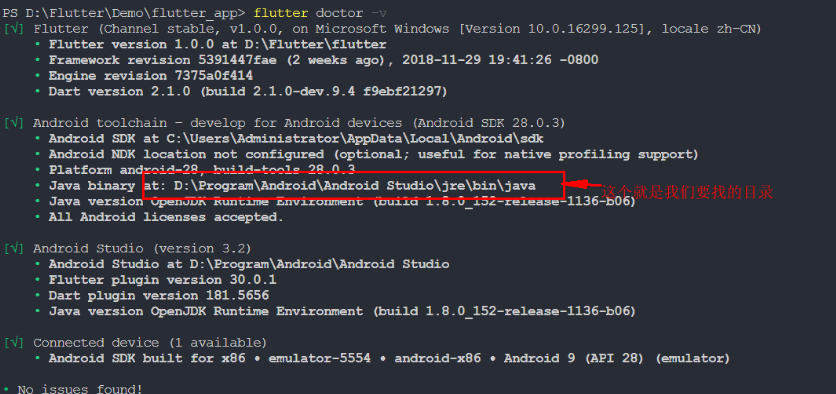 PS D:\Flutter\Demo\flutter_app> flutter doctor -v
[√] Flutter (Channel stable, v1.0.0, on Microsoft Windows [Version 10.0.16299.125], locale zh-CN)
• Flutter version 1.0.0 at D:\Flutter\flutter
• Framework revision 5391447fae (2 weeks ago), 2018-11-29 19:41:26 -0800
• Engine revision 7375a0f414
• Dart version 2.1.0 (build 2.1.0-dev.9.4 f9ebf21297)
[√] Android toolchain - develop for Android devices (Android SDK 28.0.3)
• Android SDK at C:\Users\Administrator\AppData\Local\Android\sdk
• Android NDK location not configured (optional; useful for native profiling support)
• Platform android-28, build-tools 28.0.3
• Java binary at: D:\Program\Android\Android Studio\jre\bin\java
这个就是我们要找的目录
• Java version OpenJDK Runtime Environment (build 1.8.0_152-release-1136-b06)
• All Android licenses accepted.
[√] Android Studio (version 3.2)
• Android Studio at D:\Program\Android\Android Studio
• Flutter plugin version 30.0.1
• Dart plugin version 181.5656
• Java version OpenJDK Runtime Environment (build 1.8.0_152-release-1136-b06)
[√] Connected device (1 available)
• Android SDK built for x86 • emulator-5554 • android-x86 • Android 9 (API 28) (emulator)
• No issues found!